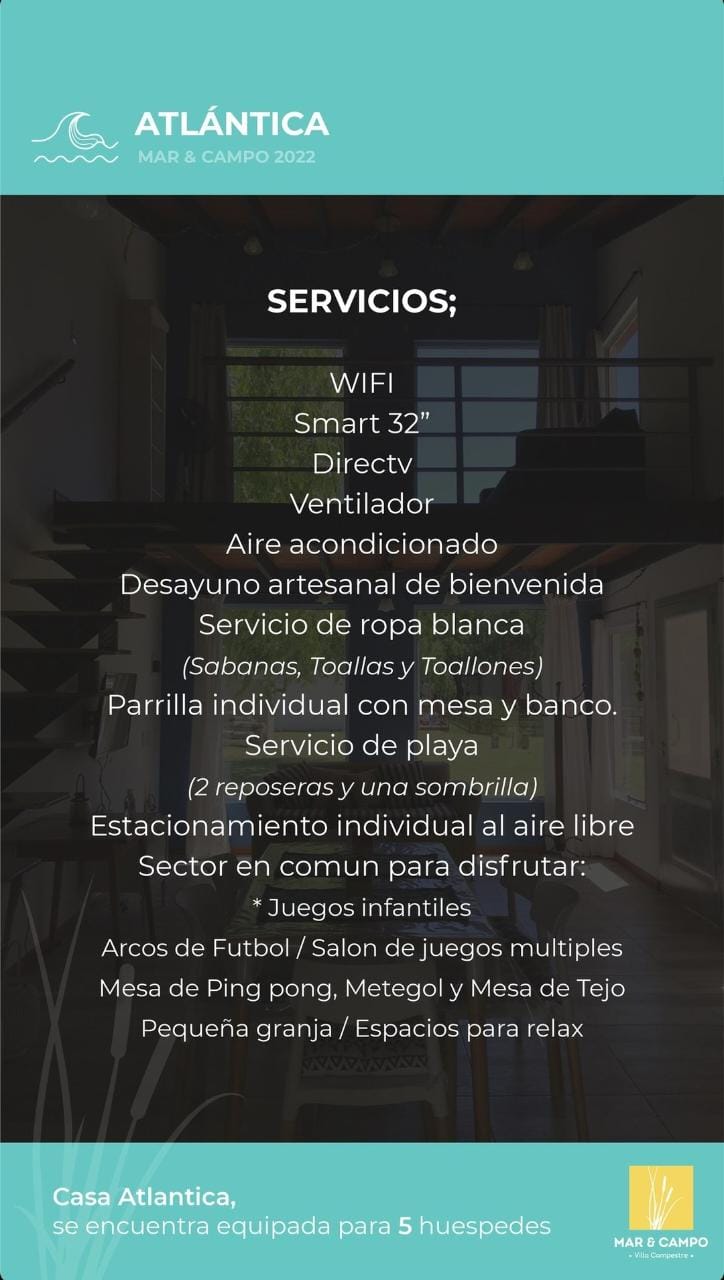 ATLÁNTICA
MAR & CAMPO 2022
SERVICIOS;
WIFI
Smart 32”
Directv
Ventilador
Aire acondicionado
Desayuno artesanal de bienvenida
Servicio de ropa blanca
(Sabanas, Toallas y Toallones)
Parrilla individual con mesa y banco.
Servicio de playa
(2 reposeras y una sombrilla)
Estacionamiento individual al aire libre
Sector en comun para disfrutar:
* Juegos infantiles
Arcos de Futbol / Salon de juegos multiples
Mesa de Ping pong, Metegol y Mesa de Tejo
Pequeña granja / Espacios para relax
Casa Atlantica,
se encuentra equipada para 5 huespedes
MAR & CAMPO
• Villa Campestre •